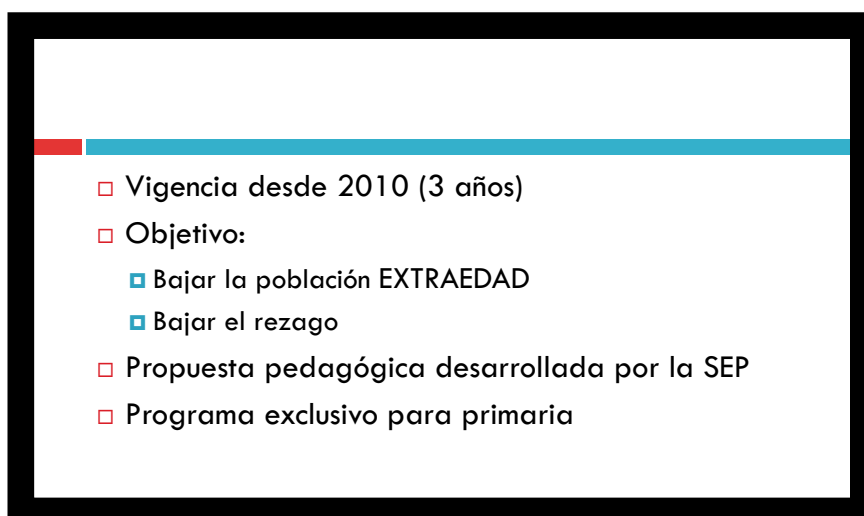 Vigencia desde 2010 (3 años)
Objetivo:
Bajar la población EXTRAEDAD
Bajar el rezago
Propuesta pedagógica desarrollada por la SEP
Programa exclusivo para primaria